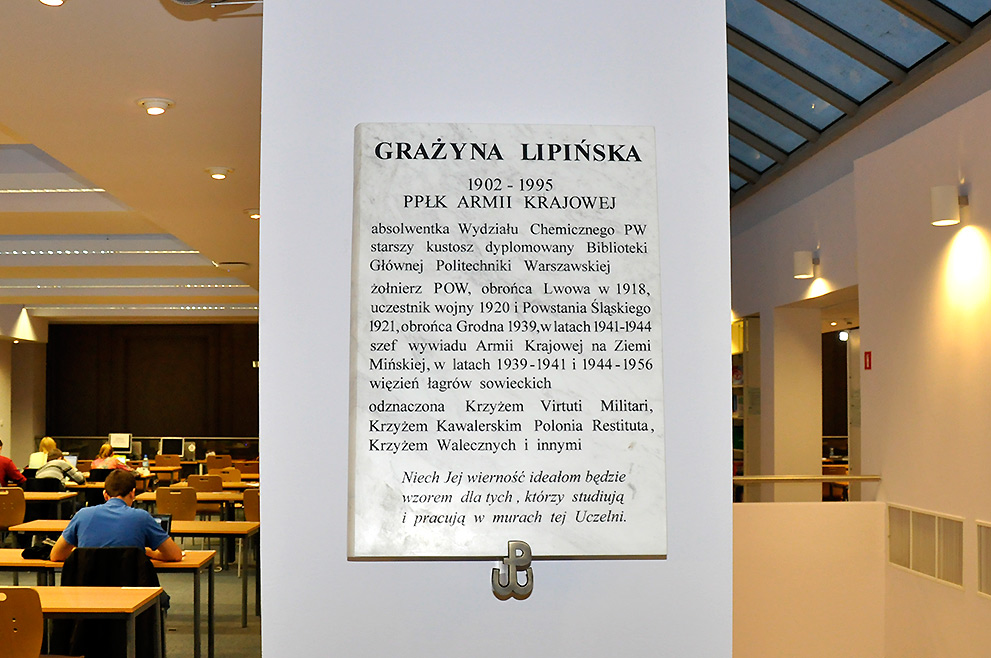 GRAŻYNA LIPIŃSKA
1902 - 1995
PPŁK ARMII KRAJOWEJ
absolwentka Wydziału Chemicznego PW
starszy kustosz dyplomowany Biblioteki
Głównej Politechniki Warszawskiej
żołnierz POW, obrońca Lwowa w 1918,
uczestnik wojny 1920 i Powstania Śląskiego
1921, obrońca Grodna 1939, w latach 1941-1944
szef wywiadu Armii Krajowej na Ziemi
Mińskiej, w latach 1939-1941 i 1944-1956
więzień łagrów sowieckich
odznaczona Krzyżem Virtuti Militari,
Krzyżem Kawalerskim Polonia Restituta,
Krzyżem Walecznych i innymi
Niech Jej wierność ideałom będzie
wzorem dla tych, którzy studiują
i pracują w murach tej Uczelni.
PW